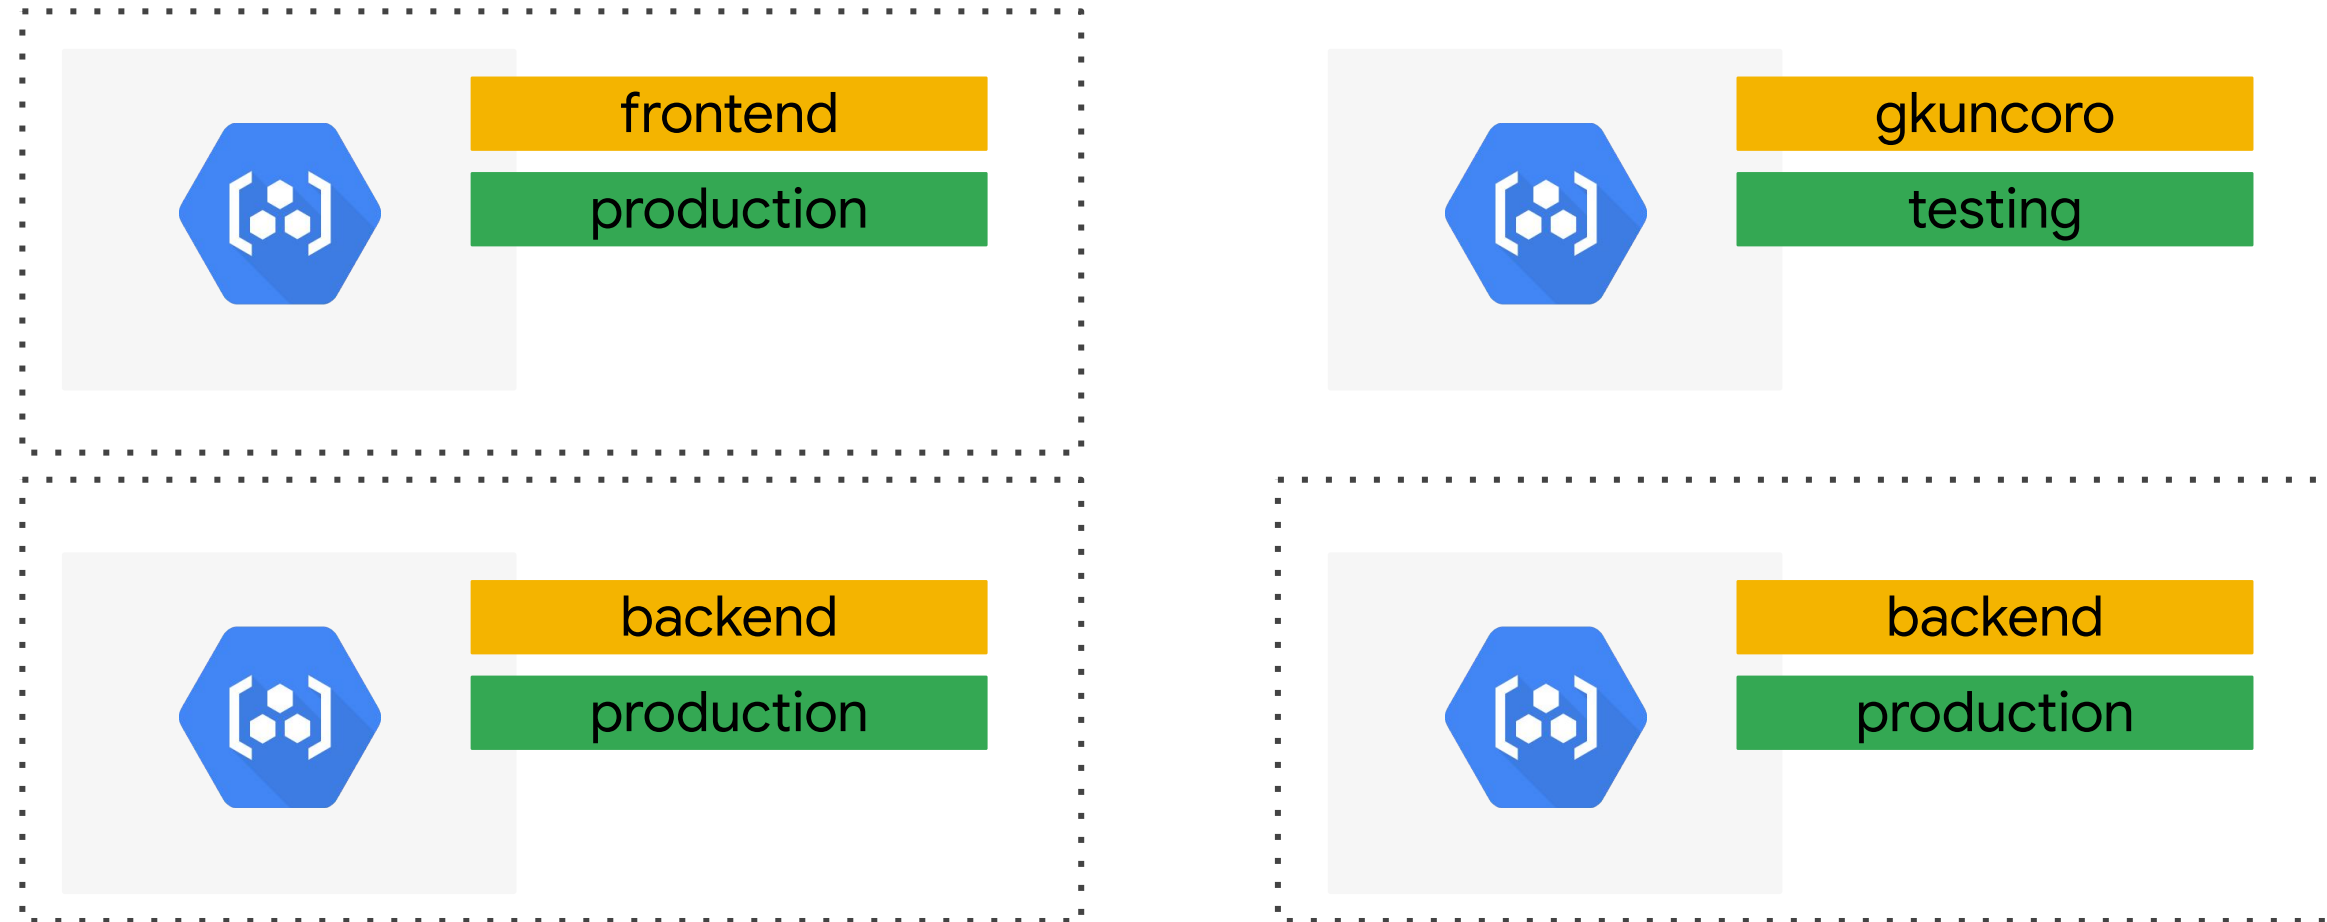 frontend
production
gkuncoro
testing
backend
production
backend
production